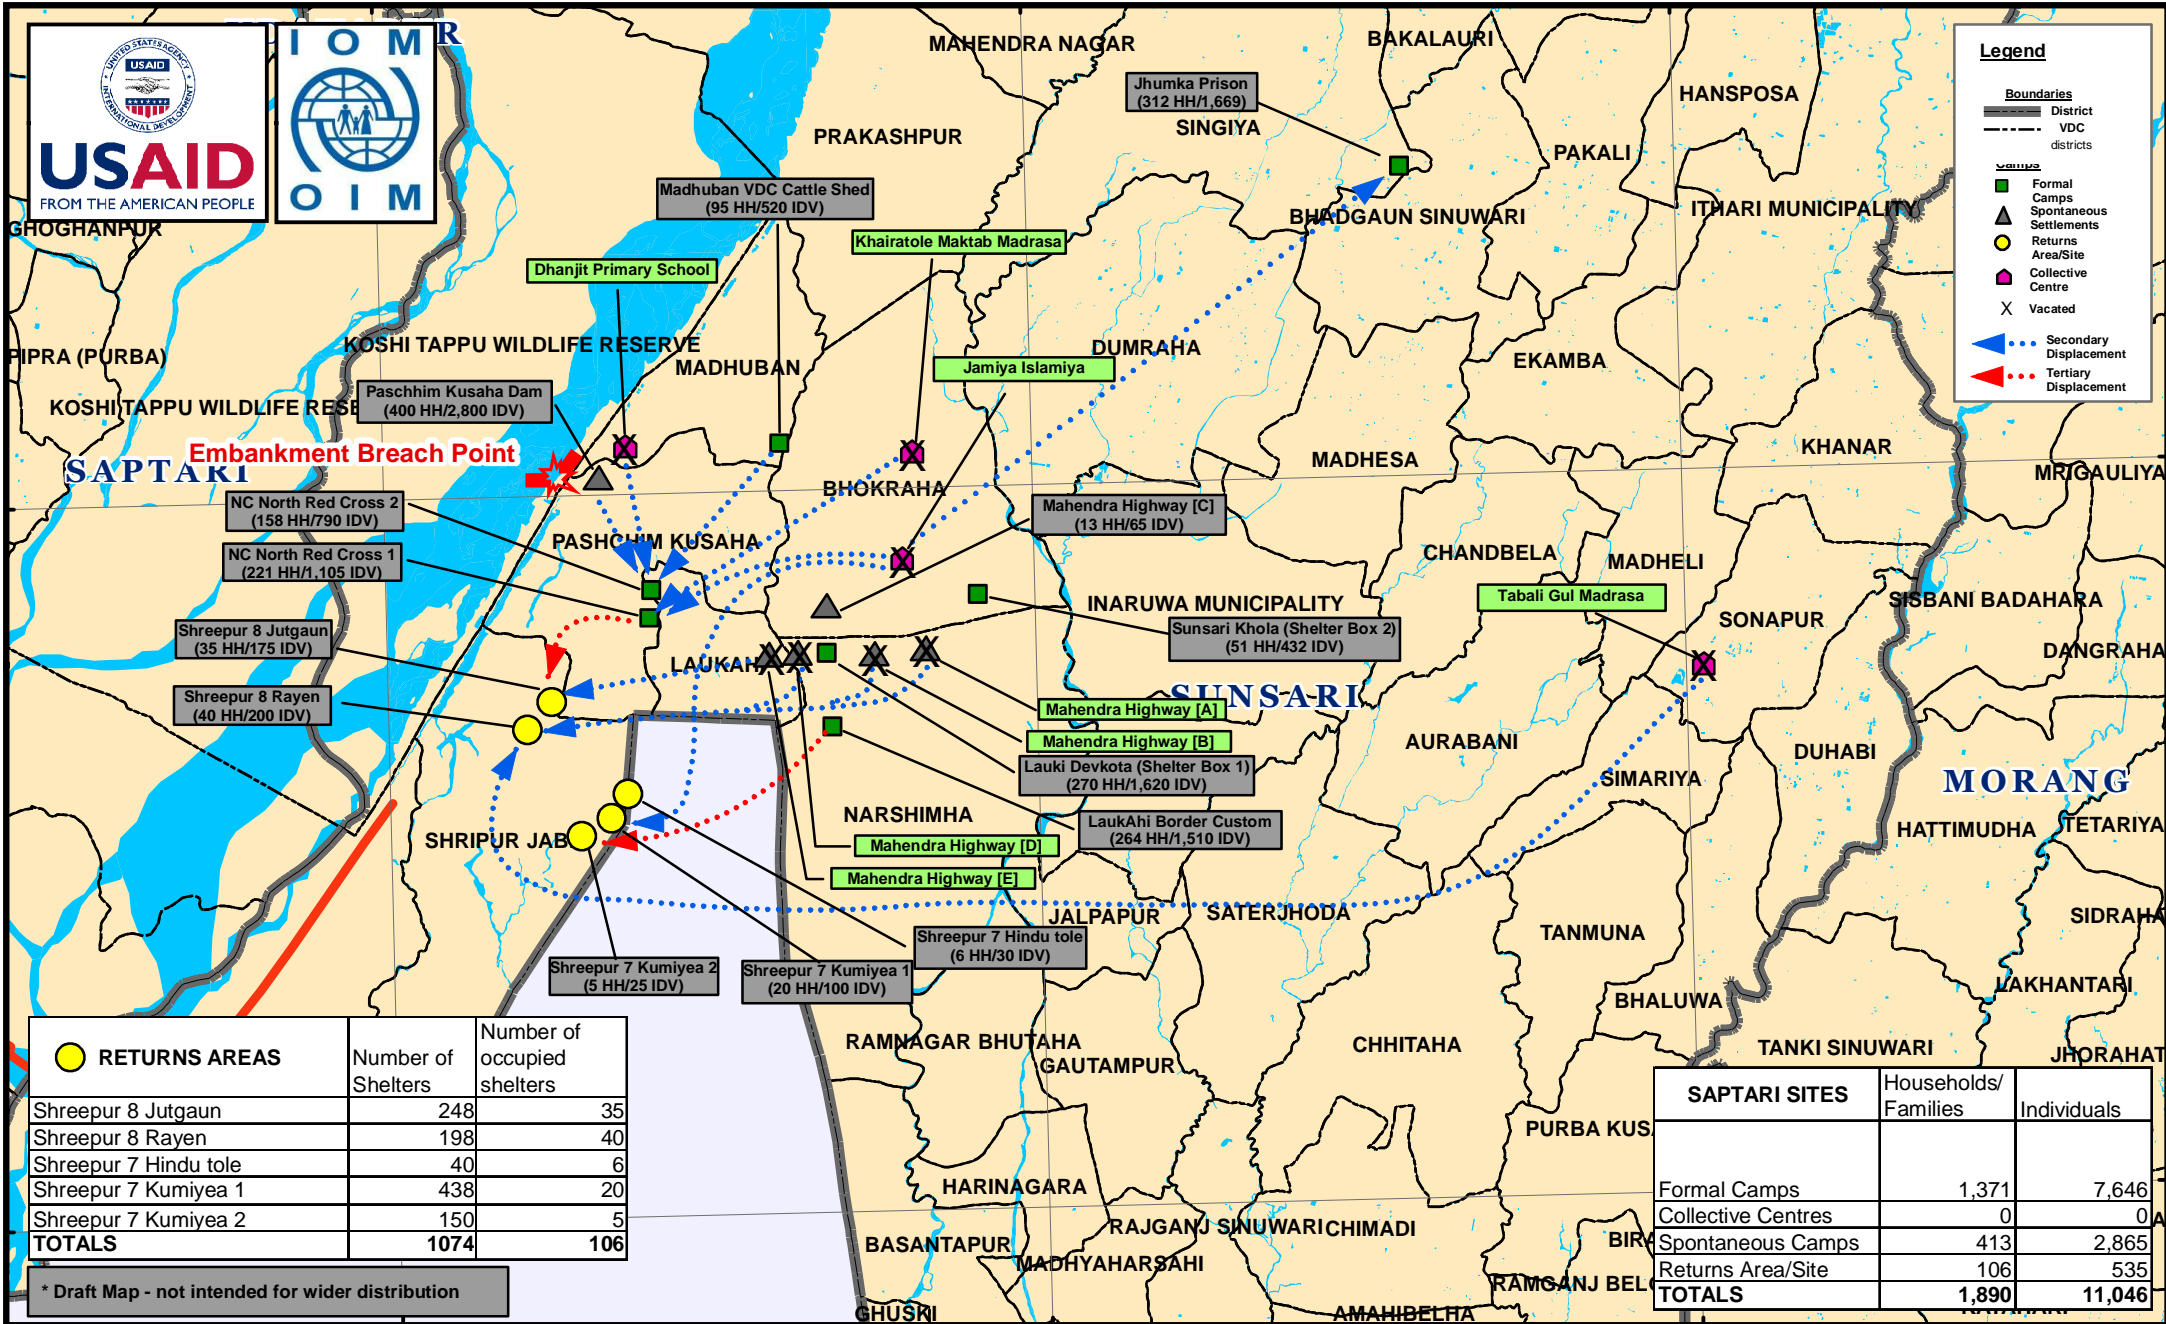 I O M
O I M
UNITED STATES AGENCY
USAID
INTERNATIONAL DEVELOPMENT
USAID
FROM THE AMERICAN PEOPLE
R
MAHENDRA NAGAR
BAKALAURI
Jhumka Prison
(312 HH/1,669)
SINGIYA
HANSPOSA
PRAKASHPUR
PAKALI
Legend
Boundaries
District
VDC
districts
Camps
Formal
Camps
Spontaneous
Settlements
Returns
Area/Site
Collective
Centre
X Vacated
Secondary
Displacement
Tertiary
Displacement
Madhuban VDC Cattle Shed
(95 HH/520 IDV)
BHADGAUN SINUWARI
ITHARI MUNICIPALITY
GHOGHANPUR
Khairatole Maktab Madrasa
Dhanjit Primary School
KOSHI TAPPU WILDLIFE RESERVE
PIPRA (PURBA)
MADHUBAN
DUMRAHA
Jamiya Islamiya
EKAMBA
KOSHI TAPPU WILDLIFE RESE
Paschhim Kusaha Dam
(400 HH/2,800 IDV)
Embankment Breach Point
SAPTARI
KHANAR
MADHESA
MRIGAULIYA
BHOKRAHA
NC North Red Cross 2
(158 HH/790 IDV)
Mahendra Highway [C]
(13 HH/65 IDV)
PASHCHIM KUSAHA
NC North Red Cross 1
(221 HH/1,105 IDV)
CHANDBELA
MADHELI
Tabali Gul Madrasa
INARUWA MUNICIPALITY
SISBANI BADAHARA
SONAPUR
Shreepur 8 Jutgaun
(35 HH/175 IDV)
Sunsari Khola (Shelter Box 2)
(51 HH/432 IDV)
DANGRAHA
LAUKAH
SUNSARI
Shreepur 8 Rayen
(40 HH/200 IDV)
Mahendra Highway [A]
Mahendra Highway [B]
AURABANI
DUHABI
Lauki Devkota (Shelter Box 1)
(270 HH/1,620 IDV)
SIMARIYA
MORANG
NARSHIMHA
LaukAhi Border Custom
(264 HH/1,510 IDV)
HATTIMUDHA
TETARIYA
SHRIPUR JAB
Mahendra Highway [D]
Mahendra Highway [E]
JALPAPUR
SATERJHODA
SIDRAHA
TANMUNA
Shreepur 7 Hindu tole
(6 HH/30 IDV)
Shreepur 7 Kumiyea 2
(5 HH/25 IDV)
Shreepur 7 Kumiyea 1
(20 HH/100 IDV)
LAKHANTARI
BHALUWA
RAMNAGAR BHUTAHA
CHHITAHA
TANKI SINUWARI
JHORAHAT
GAUTAMPUR
PURBA KUSA
HARINAGARA
RAJGANJ SINUWARI
CHIMADI
BASANTAPUR
MADHYAHARSAHI
BIRA
RAMGANJ BELG
GHUSKI
AMAHIBELHA
RETURNS AREAS Number of Shelters Number of occupied shelters
Shreepur 8 Jutgaun 248 35
Shreepur 8 Rayen 198 40
Shreepur 7 Hindu tole 40 6
Shreepur 7 Kumiyea 1 438 20
Shreepur 7 Kumiyea 2 150 5
TOTALS 1074 106
* Draft Map - not intended for wider distribution
SAPTARI SITES Households/ Families Individuals
Formal Camps 1,371 7,646
Collective Centres 0 0
Spontaneous Camps 413 2,865
Returns Area/Site 106 535
TOTALS 1,890 11,046